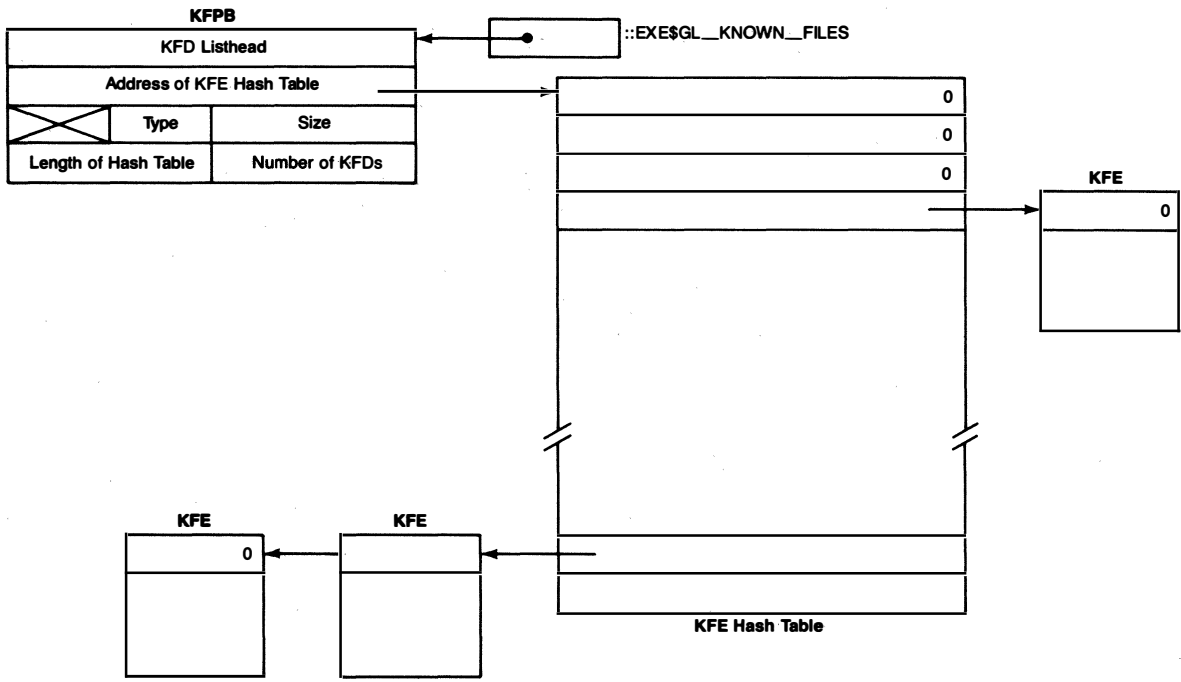 KFPB
KFD Listhead
::EXE$GL__KNOWN__FILES
Address of KFE Hash Table
0
Type
Size
0
Length of Hash Table
Number of KFDs
0
KFE
0
KFE
KFE
0
KFE Hash Table